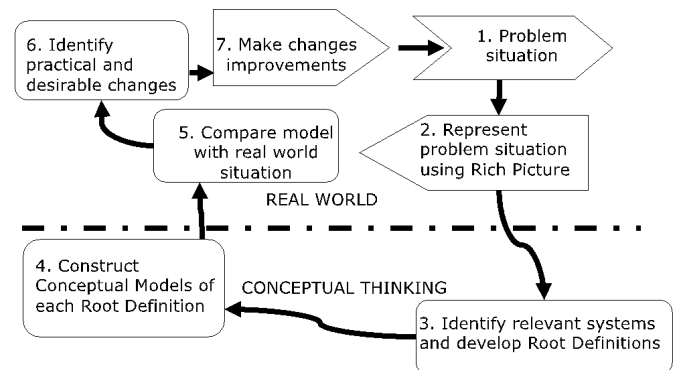 1. Problem
situation
2. Represent
problem situation
using Rich Picture
3. Identify relevant systems
and develop Root Definitions
4. Construct
Conceptual Models of
each Root Definition
5. Compare model
with real world
situation
6. Identify
practical and
desirable changes
7. Make changes
improvements
REAL WORLD
CONCEPTUAL THINKING